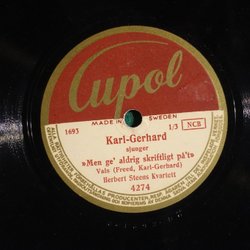 Cupol
MADE IN SWEDEN
1693
1/3
NCB
Karl-Gerhard
sjunger
»Men ge' aldrig skriftligt på't»
Vals (Freed, Karl-Gerhard)
Herbert Steens Kvartett
4274